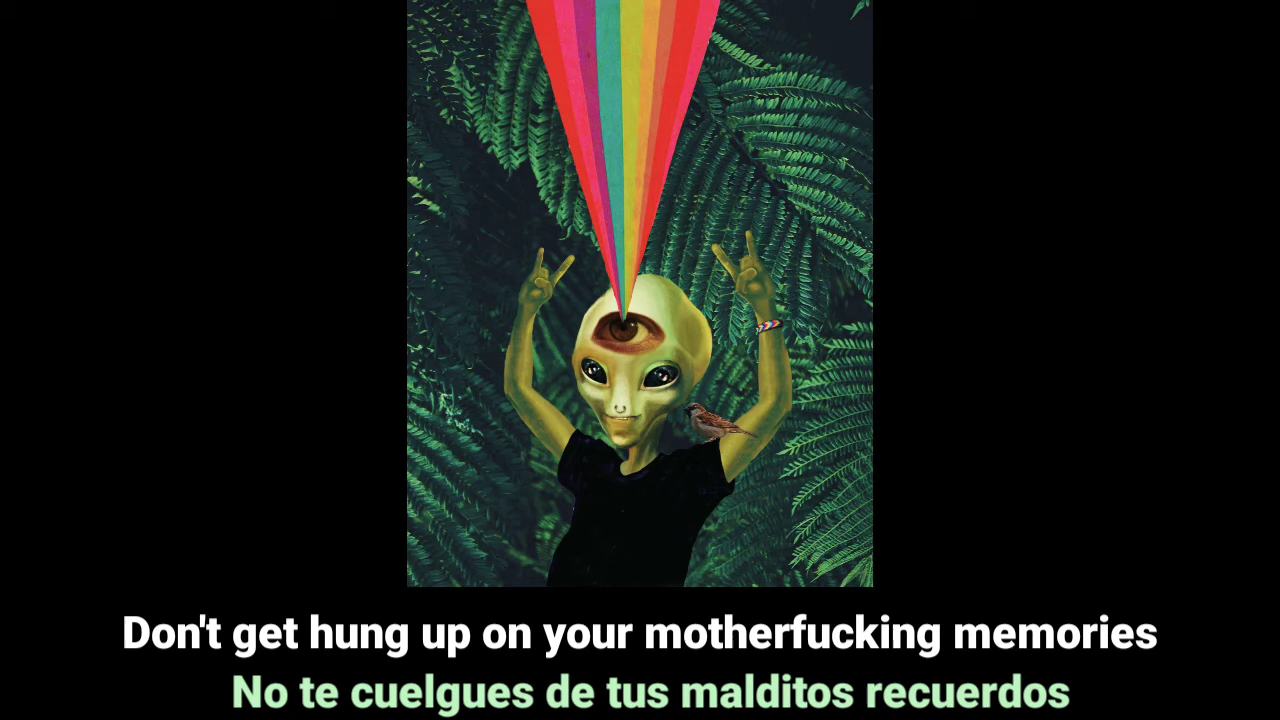 Don't get hung up on your motherfucking memories
No te cuelgues de tus malditos recuerdos